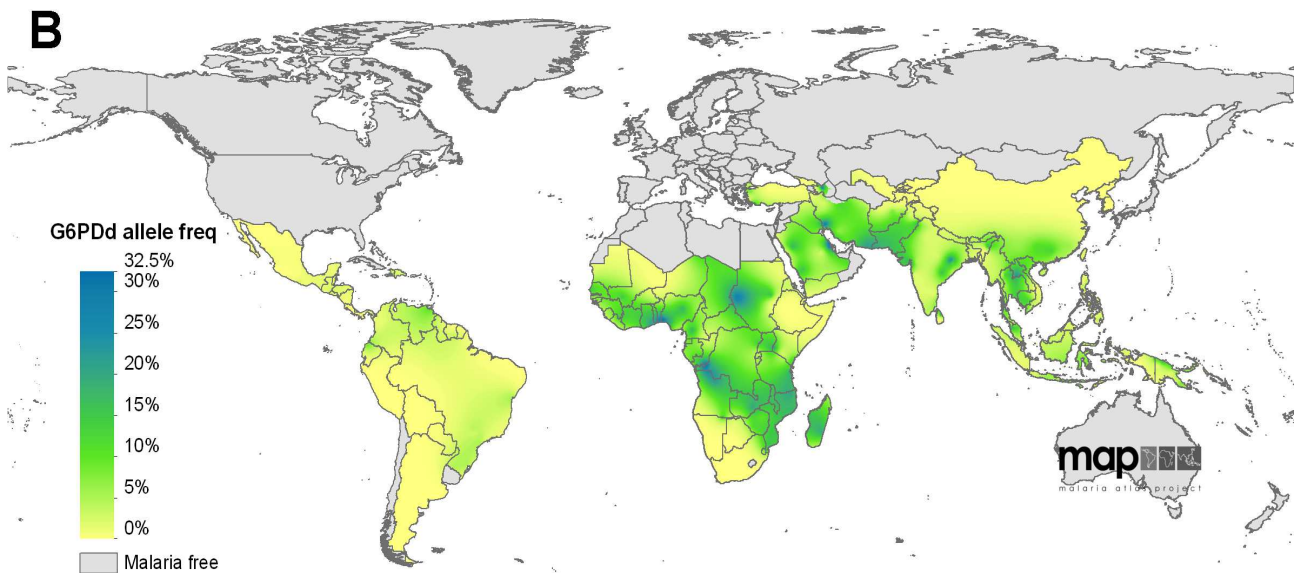 B
G6PDd allele freq
32.5%
30%
25%
20%
15%
10%
5%
0%
Malaria free
map
malaria atlas project